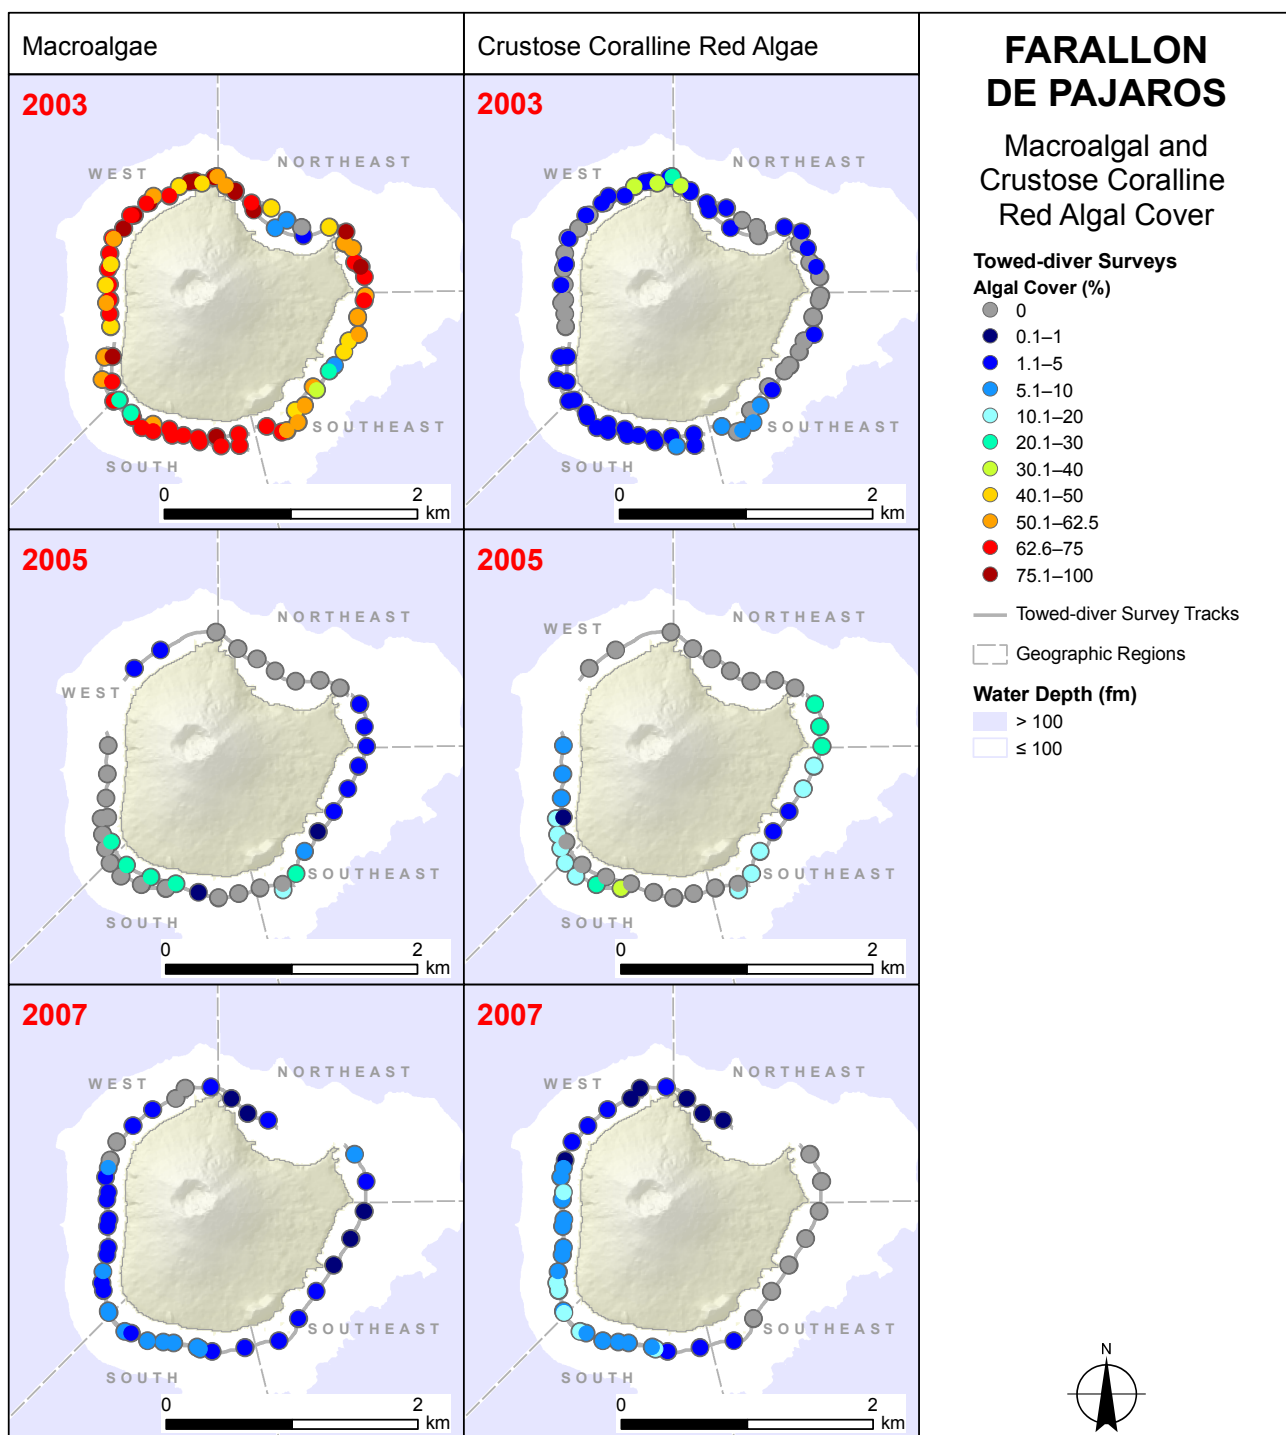 Macroalgae
Crustose Coralline Red Algae
2003
WEST
NORTHEAST
SOUTHEAST
SOUTH
0
2
km
2003
WEST
NORTHEAST
SOUTHEAST
SOUTH
0
2
km
2005
NORTHEAST
WEST
SOUTHEAST
SOUTH
0
2
km
2005
NORTHEAST
WEST
SOUTHEAST
SOUTH
0
2
km
2007
WEST
NORTHEAST
SOUTHEAST
SOUTH
0
2
km
2007
WEST
NORTHEAST
SOUTHEAST
SOUTH
0
2
km
FARALLON
DE PAJAROS
Macroalgal and
Crustose Coralline
Red Algal Cover
Towed-diver Surveys
Algal Cover (%)
0
0.1–1
1.1–5
5.1–10
10.1–20
20.1–30
30.1–40
40.1–50
50.1–62.5
62.6–75
75.1–100
Towed-diver Survey Tracks
Geographic Regions
Water Depth (fm)
> 100
≤ 100
N